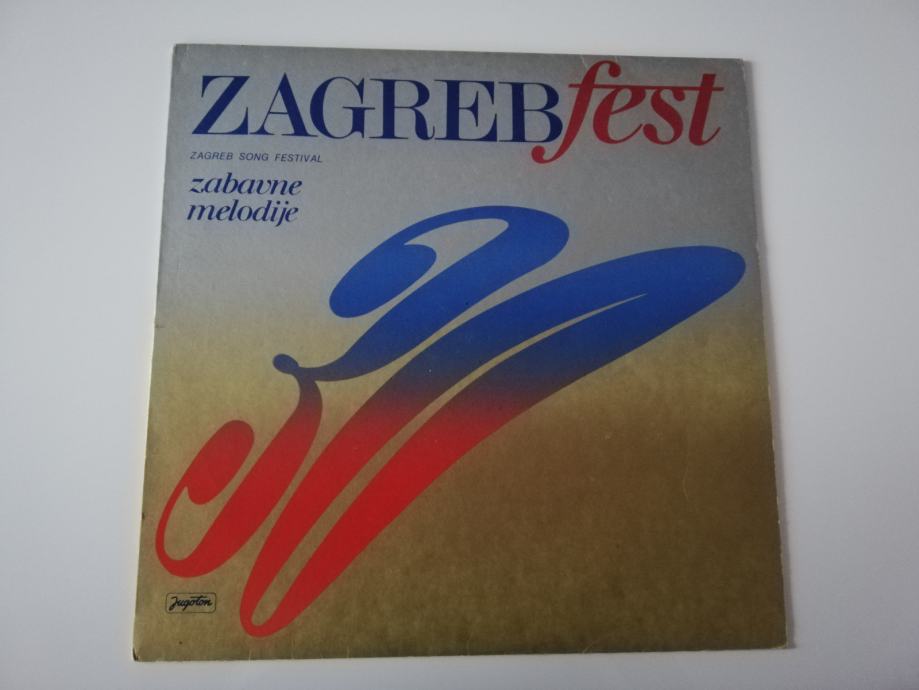 ZAGREBfest
ZAGREB SONG FESTIVAL
zabavne
melodije
Jugoton